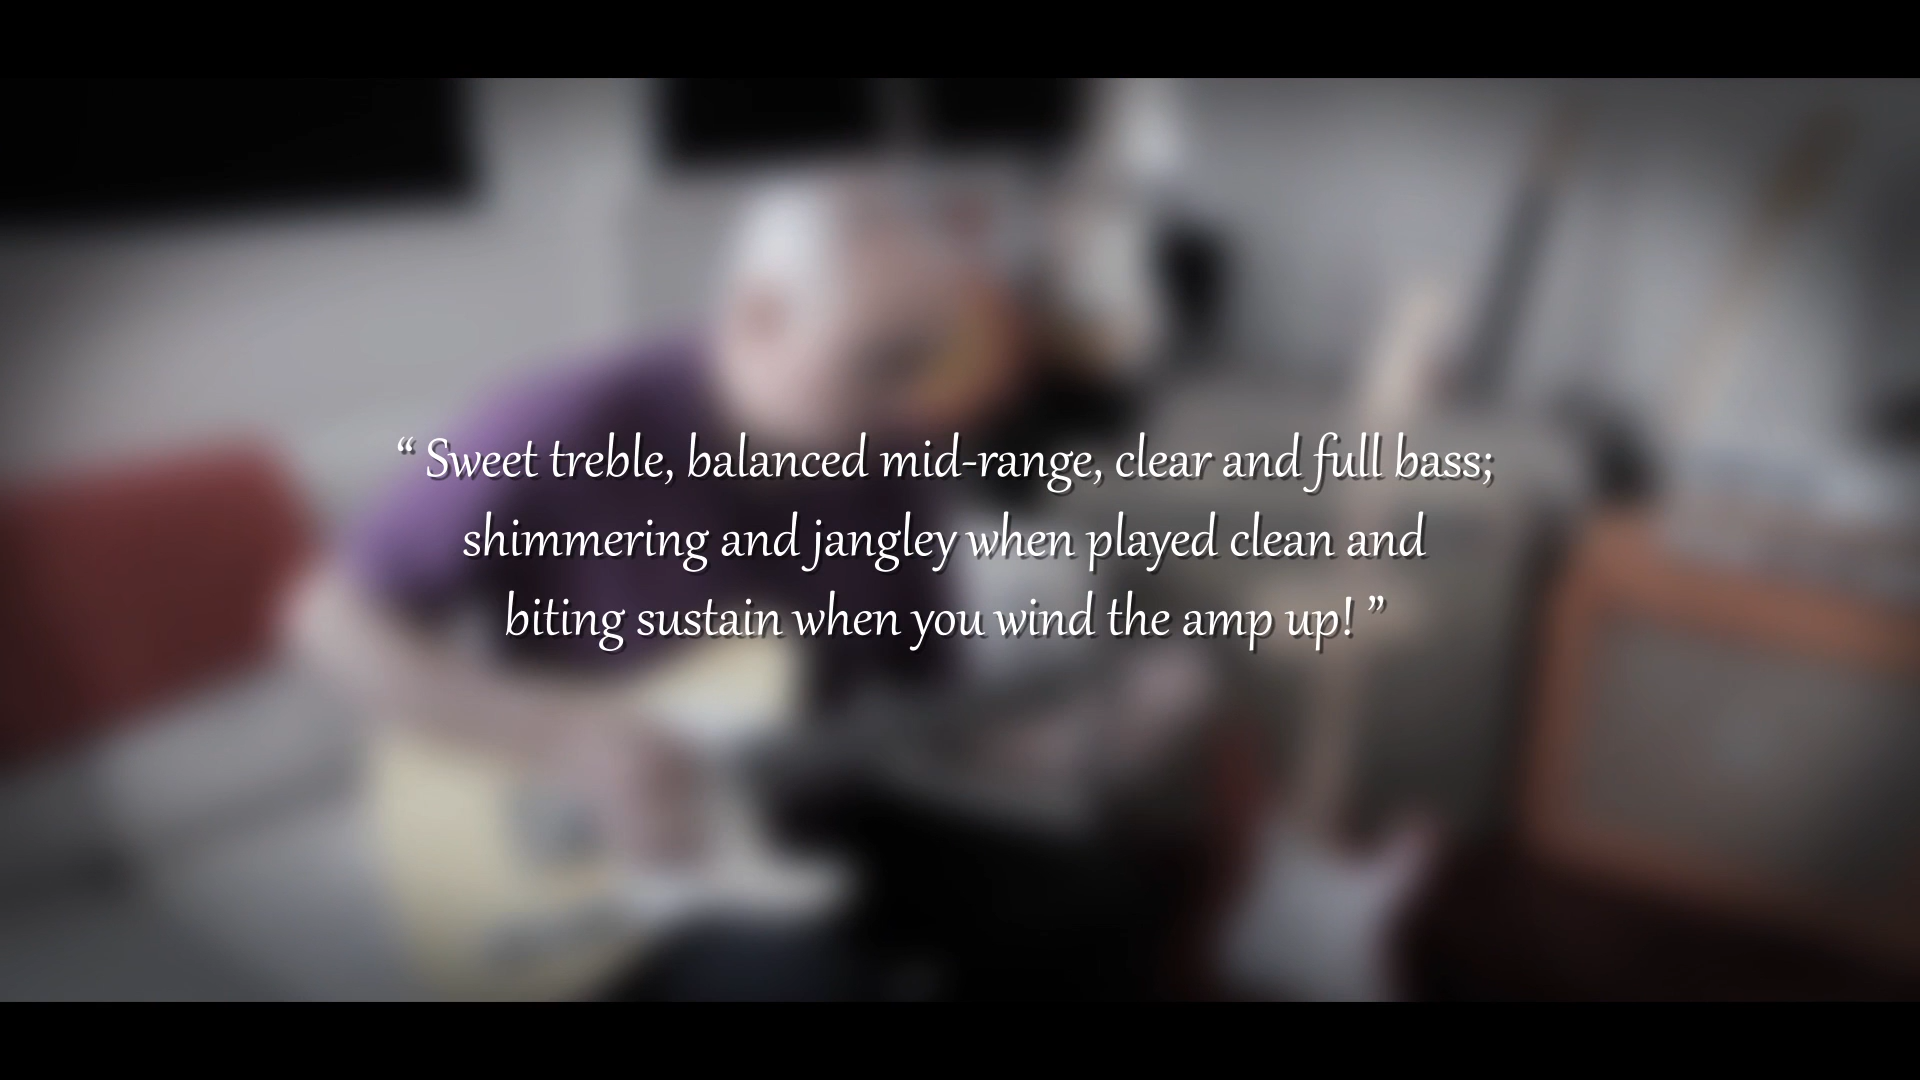 “ Sweet treble, balanced mid-range, clear and full bass;
shimmering and jangley when played clean and
biting sustain when you wind the amp up! ”